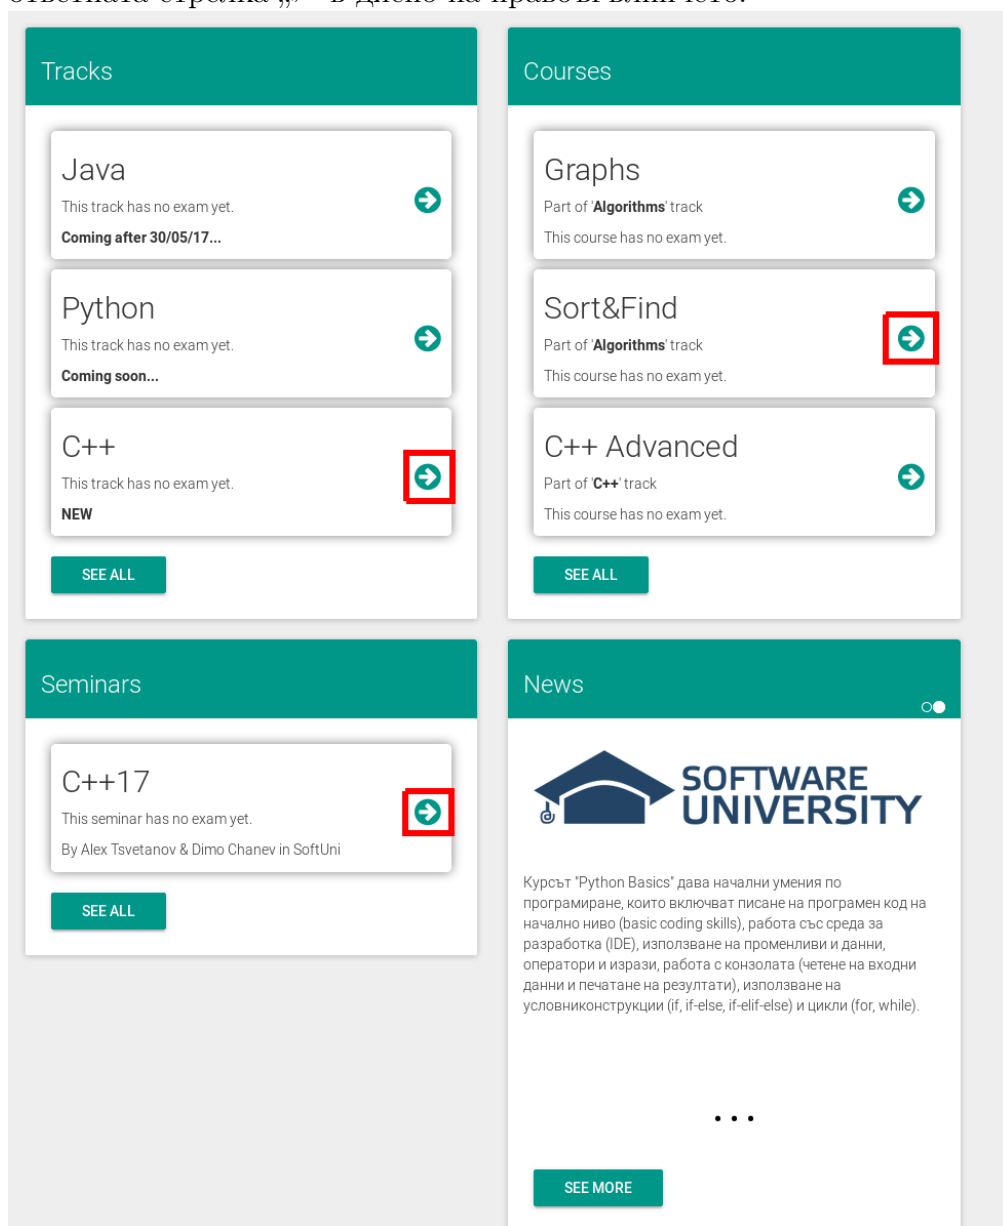 Tracks
Java
This track has no exam yet.
Coming after 30/05/17...
Python
This track has no exam yet.
Coming soon...
C++
This track has no exam yet.
NEW
SEE ALL
Courses
Graphs
Part of 'Algorithms' track
This course has no exam yet.
Sort&Find
Part of 'Algorithms' track
This course has no exam yet.
C++ Advanced
Part of 'C++' track
This course has no exam yet.
SEE ALL
Seminars
C++17
This seminar has no exam yet.
By Alex Tsvetanov & Dimo Chanev in SoftUni
SEE ALL
News
SOFTWARE
UNIVERSITY
Курсът "Python Basics" дава начални умения по
програмиране, които включват писане на програмен код на
начално ниво (basic coding skills), работа със среда за
разработка (IDE), използване на променливи и данни,
оператори и изрази, работа с конзолата (четене на входни
данни и печатане на резултати), използване на
условниконструкции (if, if-else, if-elif-else) и цикли (for, while).
...
SEE MORE